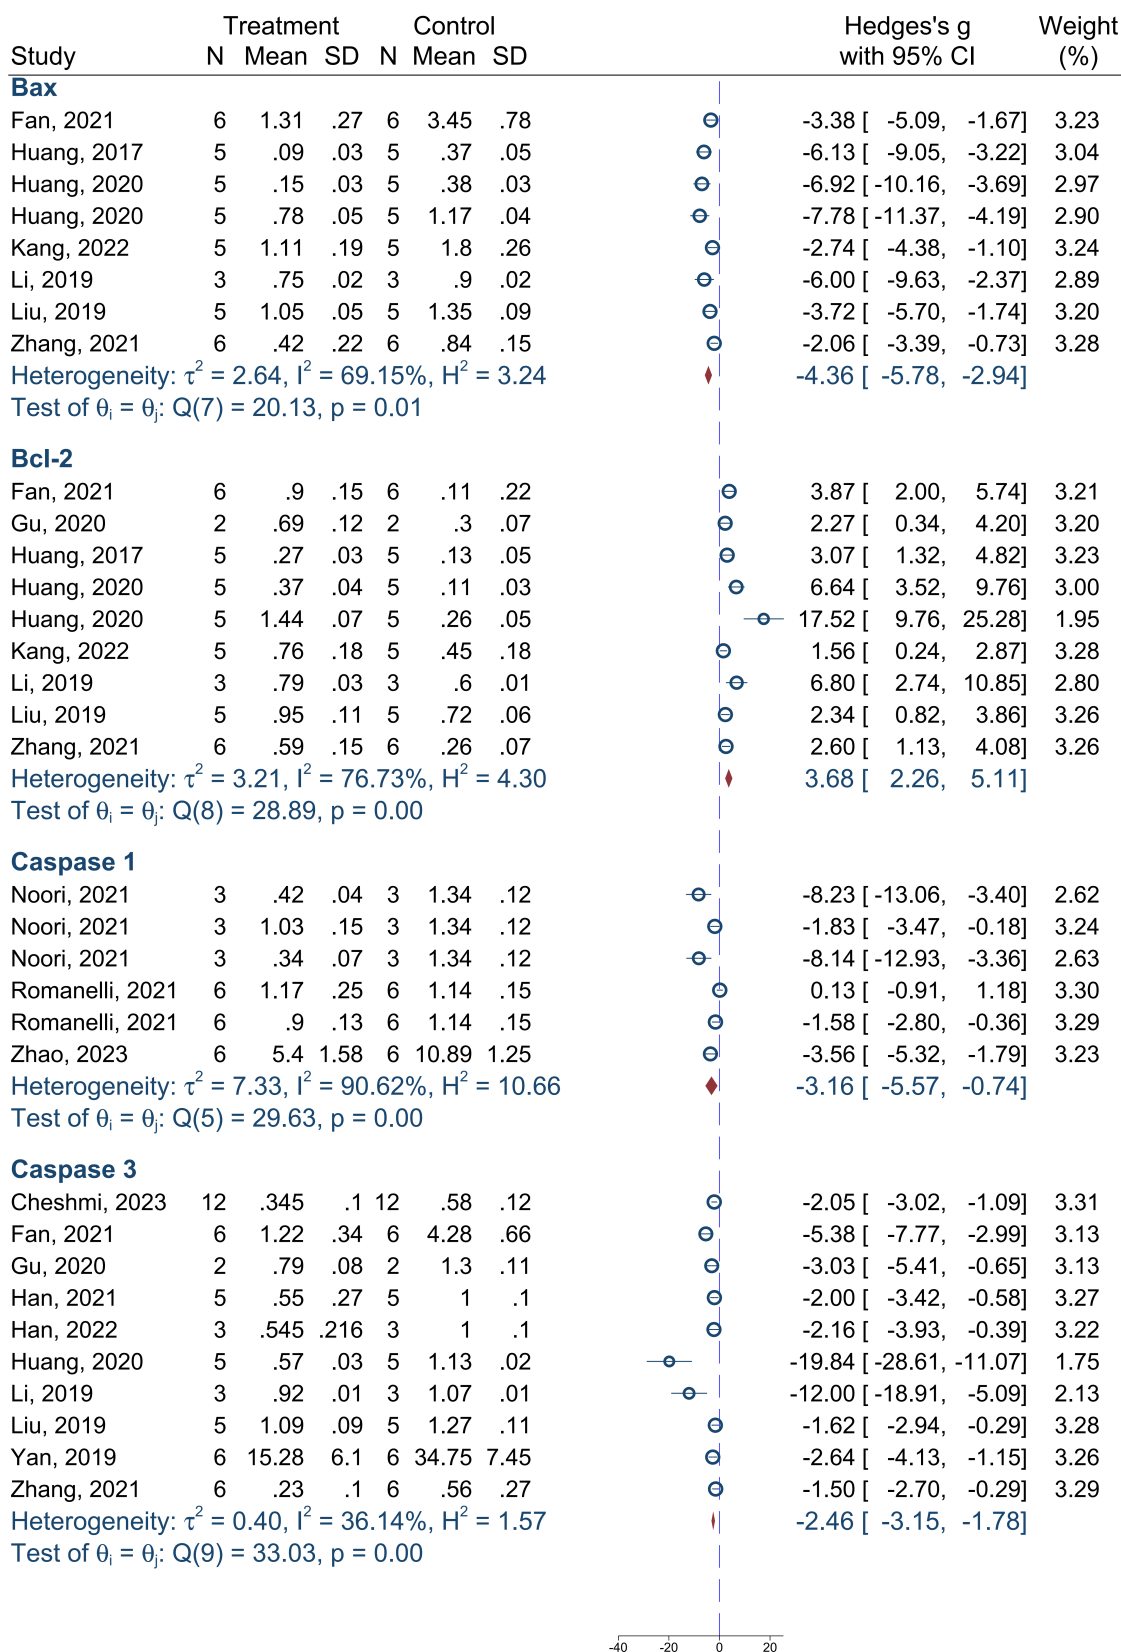 Treatment Control Hedges's g Weight
Study N Mean SD N Mean SD with 95% CI (%)
Bax
Fan, 2021 6 1.31 .27 6 3.45 .78 -3.38 [ -5.09, -1.67] 3.23
Huang, 2017 5 .09 .03 5 .37 .05 -6.13 [ -9.05, -3.22] 3.04
Huang, 2020 5 .15 .03 5 .38 .03 -6.92 [ -10.16, -3.69] 2.97
Huang, 2020 5 .78 .05 5 1.17 .04 -7.78 [ -11.37, -4.19] 2.90
Kang, 2022 5 1.11 .19 5 1.8 .26 -2.74 [ -4.38, -1.10] 3.24
Li, 2019 3 .75 .02 3 .9 .02 -6.00 [ -9.63, -2.37] 2.89
Liu, 2019 5 1.05 .05 5 1.35 .09 -3.72 [ -5.70, -1.74] 3.20
Zhang, 2021 6 .42 .22 6 .84 .15 -2.06 [ -3.39, -0.73] 3.28
Heterogeneity: τ² = 2.64, I² = 69.15%, H² = 3.24 -4.36 [ -5.78, -2.94]
Test of θᵢ = θⱼ: Q(7) = 20.13, p = 0.01
Bcl-2
Fan, 2021 6 .9 .15 6 .11 .22 3.87 [ 2.00, 5.74] 3.21
Gu, 2020 2 .69 .12 2 .3 .07 2.27 [ 0.34, 4.20] 3.20
Huang, 2017 5 .27 .03 5 .13 .05 3.07 [ 1.32, 4.82] 3.23
Huang, 2020 5 .37 .04 5 .11 .03 6.64 [ 3.52, 9.76] 3.00
Huang, 2020 5 1.44 .07 5 .26 .05 17.52 [ 9.76, 25.28] 1.95
Kang, 2022 5 .76 .18 5 .45 .18 1.56 [ 0.24, 2.87] 3.28
Li, 2019 3 .79 .03 3 .6 .01 6.80 [ 2.74, 10.85] 2.80
Liu, 2019 5 .95 .11 5 .72 .06 2.34 [ 0.82, 3.86] 3.26
Zhang, 2021 6 .59 .15 6 .26 .07 2.60 [ 1.13, 4.08] 3.26
Heterogeneity: τ² = 3.21, I² = 76.73%, H² = 4.30 3.68 [ 2.26, 5.11]
Test of θᵢ = θⱼ: Q(8) = 28.89, p = 0.00
Caspase 1
Noori, 2021 3 .42 .04 3 1.34 .12 -8.23 [ -13.06, -3.40] 2.62
Noori, 2021 3 1.03 .15 3 1.34 .12 -1.83 [ -3.47, -0.18] 3.24
Noori, 2021 3 .34 .07 3 1.34 .12 -8.14 [ -12.93, -3.36] 2.63
Romanelli, 2021 6 1.17 .25 6 1.14 .15 0.13 [ -0.91, 1.18] 3.30
Romanelli, 2021 6 .9 .13 6 1.14 .15 -1.58 [ -2.80, -0.36] 3.29
Zhao, 2023 6 5.4 1.58 6 10.89 1.25 -3.56 [ -5.32, -1.79] 3.23
Heterogeneity: τ² = 7.33, I² = 90.62%, H² = 10.66 -3.16 [ -5.57, -0.74]
Test of θᵢ = θⱼ: Q(5) = 29.63, p = 0.00
Caspase 3
Cheshmi, 2023 12 .345 .1 12 .58 .12 -2.05 [ -3.02, -1.09] 3.31
Fan, 2021 6 1.22 .34 6 4.28 .66 -5.38 [ -7.77, -2.99] 3.13
Gu, 2020 2 .79 .08 2 1.3 .11 -3.03 [ -5.41, -0.65] 3.13
Han, 2021 5 .55 .27 5 1 .1 -2.00 [ -3.42, -0.58] 3.27
Han, 2022 3 .545 .216 3 1 .1 -2.16 [ -3.93, -0.39] 3.22
Huang, 2020 5 .57 .03 5 1.13 .02 -19.84 [ -28.61, -11.07] 1.75
Li, 2019 3 .92 .01 3 1.07 .01 -12.00 [ -18.91, -5.09] 2.13
Liu, 2019 5 1.09 .09 5 1.27 .11 -1.62 [ -2.94, -0.29] 3.28
Yan, 2019 6 15.28 6.1 6 34.75 7.45 -2.64 [ -4.13, -1.15] 3.26
Zhang, 2021 6 .23 .1 6 .56 .27 -1.50 [ -2.70, -0.29] 3.29
Heterogeneity: τ² = 0.40, I² = 36.14%, H² = 1.57 -2.46 [ -3.15, -1.78]
Test of θᵢ = θⱼ: Q(9) = 33.03, p = 0.00
-40 -20 0 20